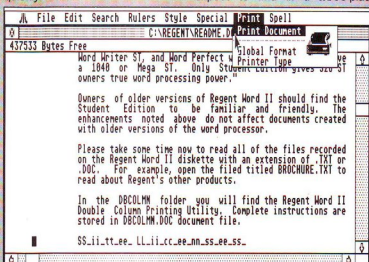 File Edit Search Rulers Style Special Print Spell
C:\REGENT\README.D
Print Document
437533 Bytes Free
Global Format
Printer Type
Word Writer ST, and Word Perfect w ve
a 1040 or Mega ST. Only Student Edition gives 520 ST
owners true word processing power."
Owners of older versions of Regent Word II should find the
Student Edition to be familiar and friendly. The
enhancements noted above do not affect documents created
with older versions of the word processor.
Please take some time now to read all of the files recorded
on the Regent Word II diskette with an extension of .TXT or
.DOC. For example, open the filed titled BROCHURE.TXT to
read about Regent's other products.
In the DBCOLMN folder you will find the Regent Word II
Double Column Printing Utility. Complete instructions are
stored in DBCOLMN.DOC document file.
SS_ii_tt_ee_ LL_ii_cc_ee_nn_ss_ee_ss_